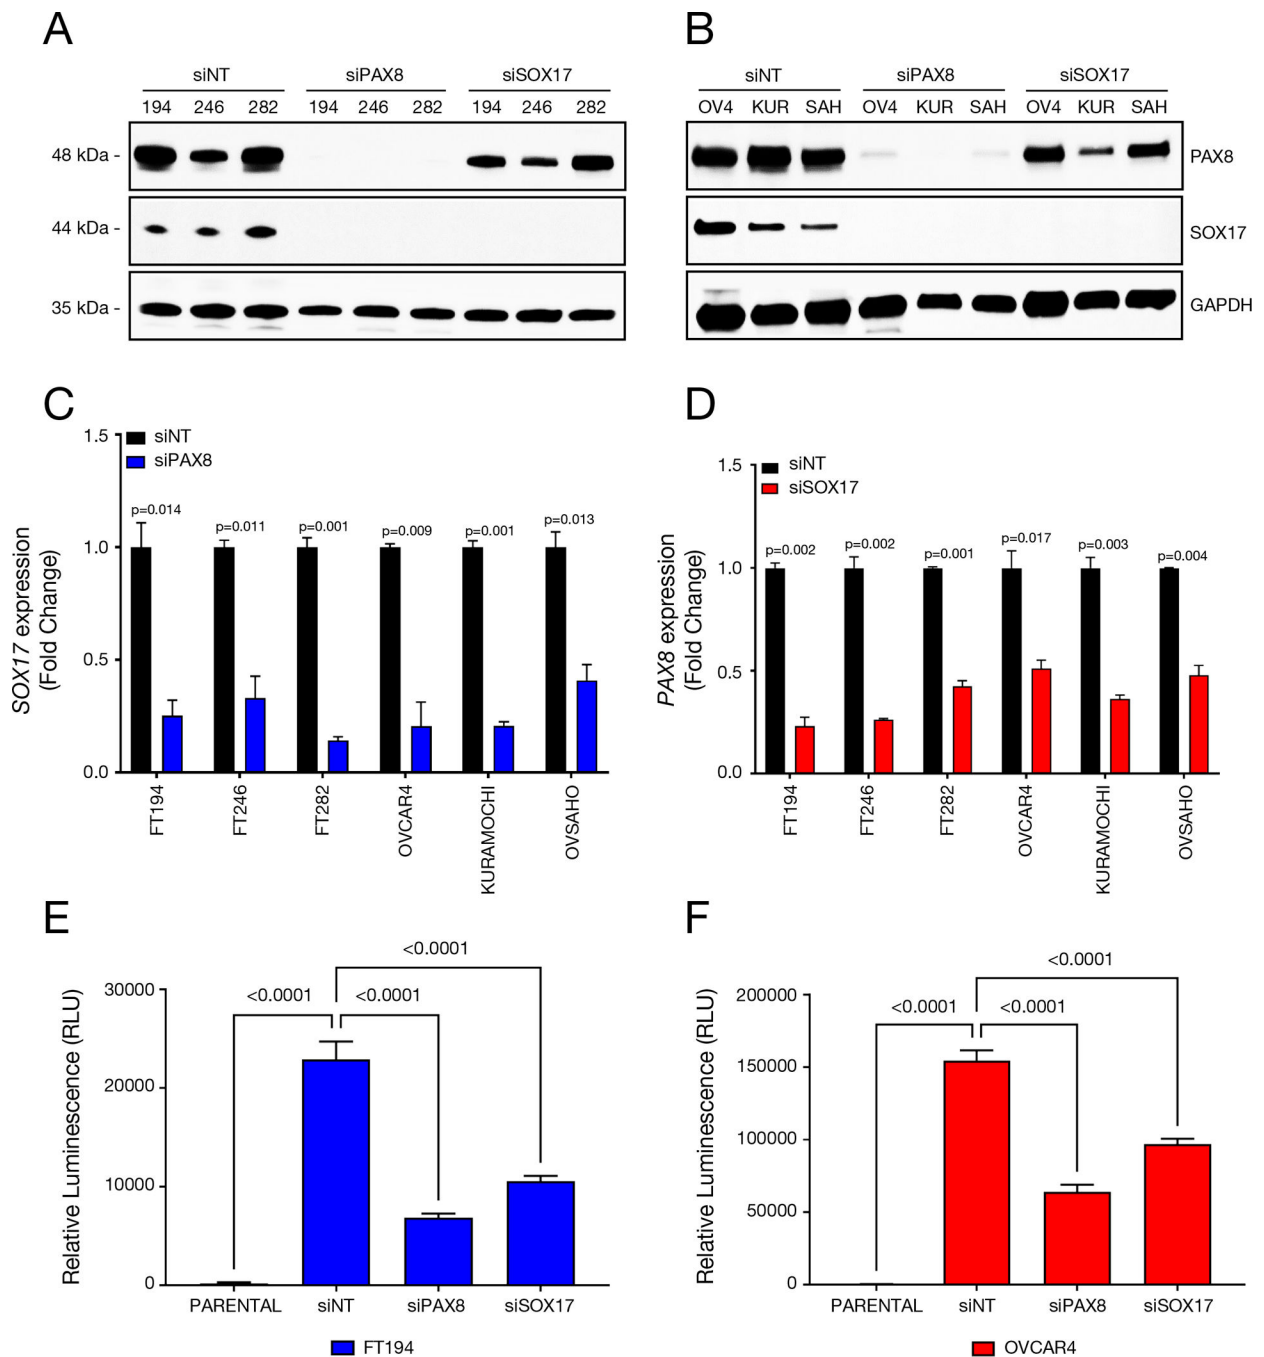 A
siNT siPAX8 siSOX17
194 246 282 194 246 282 194 246 282
48 kDa -
44 kDa -
35 kDa -
B
siNT siPAX8 siSOX17
OV4 KUR SAH OV4 KUR SAH OV4 KUR SAH
PAX8
SOX17
GAPDH
C
SOX17 expression
(Fold Change)
1.5
1.0
0.5
0.0
siNT
siPAX8
p=0.014
p=0.011
p=0.001
p=0.009
p=0.001
p=0.013
FT194
FT246
FT282
OVCAR4
KURAMOCHI
OVSAHO
D
PAX8 expression
(Fold Change)
1.5
1.0
0.5
0.0
siNT
siSOX17
p=0.002
p=0.002
p=0.001
p=0.017
p=0.003
p=0.004
FT194
FT246
FT282
OVCAR4
KURAMOCHI
OVSAHO
E
Relative Luminescence (RLU)
30000
20000
10000
0
<0.0001
<0.0001 <0.0001
PARENTAL siNT siPAX8 siSOX17
FT194
F
Relative Luminescence (RLU)
200000
150000
100000
50000
0
<0.0001
<0.0001 <0.0001
PARENTAL siNT siPAX8 siSOX17
OVCAR4